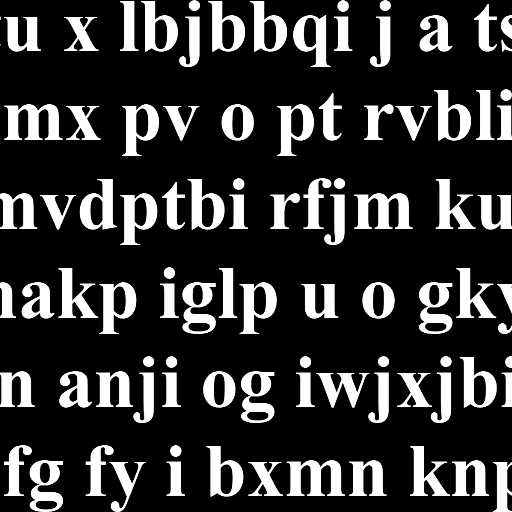 u x lbjbbqi j a ts
mx pv o pt rvbli
mvdptbi rfjm ku
akp iglp u o gky
n anji og iwjxjbi
fg fy i bxmn knp